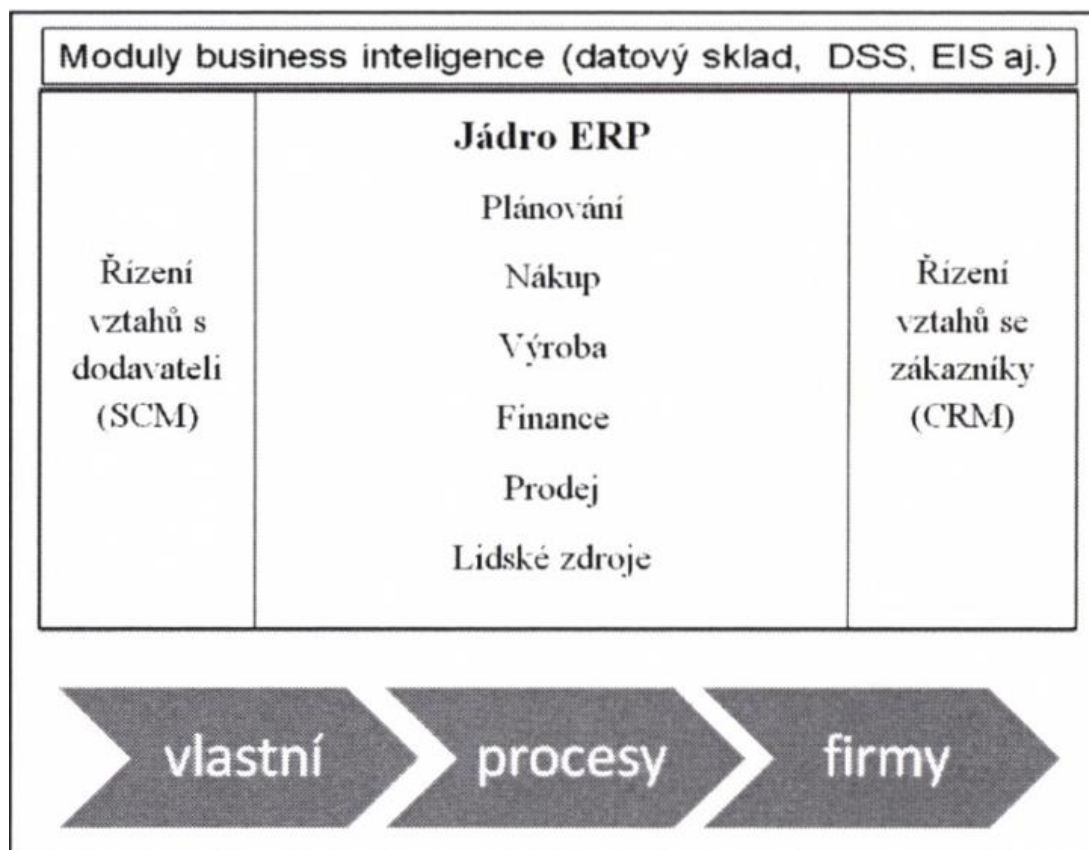 Moduly business inteligence (datový sklad, DSS, EIS aj.)
Řízení
vztahů s
dodavateli
(SCM)
Jádro ERP
Plánování
Nákup
Výroba
Finance
Prodej
Lidské zdroje
Řízení
vztahů se
zákazníky
(CRM)
vlastní
procesy
firmy